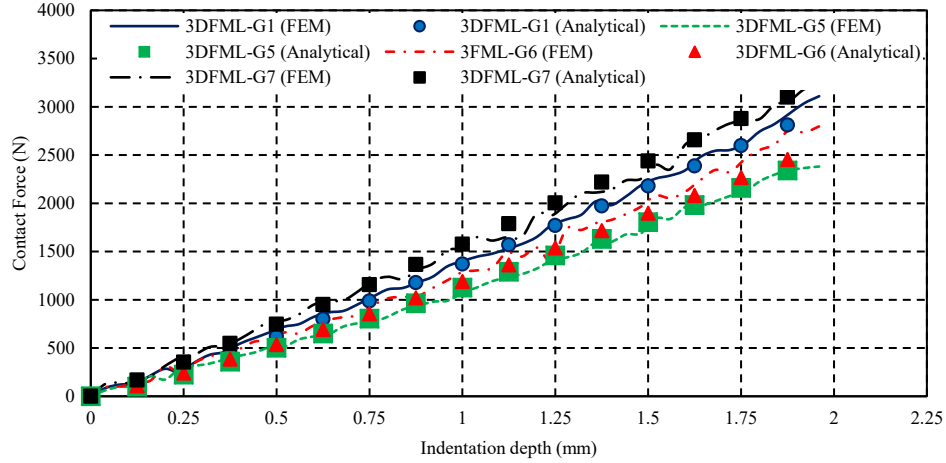 4000
3500
3000
2500
2000
1500
1000
500
0
Contact Force (N)
3DFML-G1 (FEM) 3DFML-G1 (Analytical) 3DFML-G5 (FEM)
3DFML-G5 (Analytical) 3FML-G6 (FEM) 3DFML-G6 (Analytical)
3DFML-G7 (FEM) 3DFML-G7 (Analytical)
0 0.25 0.5 0.75 1 1.25 1.5 1.75 2 2.25
Indentation depth (mm)